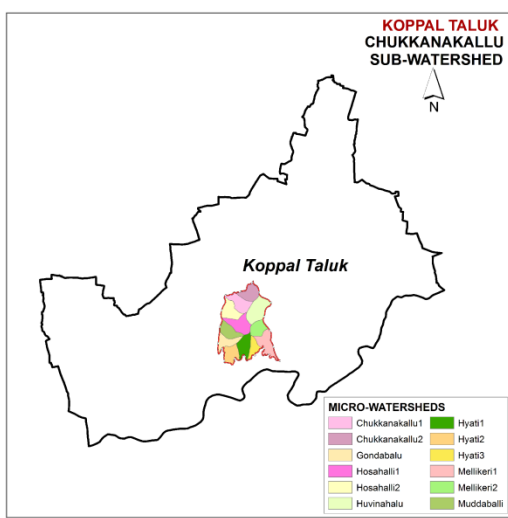 KOPPAL TALUK
CHUKKANAKALLU
SUB-WATERSHED
N
Koppal Taluk
MICRO-WATERSHEDS
Chukkanakallu1
Chukkanakallu2
Gondabalu
Hosahalli1
Hosahalli2
Huvinahalu
Hyati1
Hyati2
Hyati3
Mellikeri1
Mellikeri2
Muddaballi